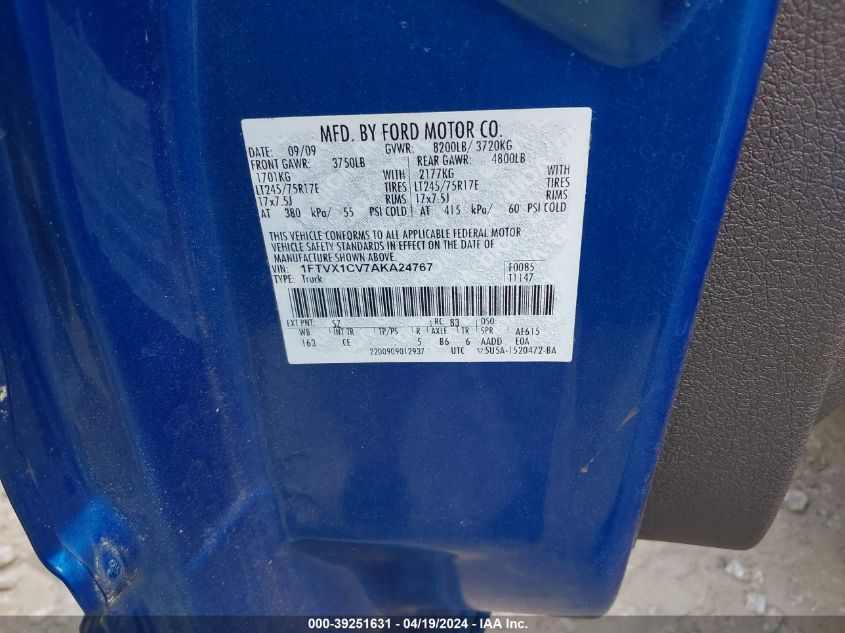 MFD. BY FORD MOTOR CO.
DATE: 09/09 GVWR: 8200LB/ 3720KG
FRONT GAWR: 3750LB REAR GAWR: 4800LB
1701KG WITH 2177KG WITH
LT245/75R17E TIRES LT245/75R17E TIRES
17x7.5J RIMS 17x7.5J RIMS
AT 380 kPa/ 55 PSI COLD AT 415 kPa/ 60 PSI COLD
THIS VEHICLE CONFORMS TO ALL APPLICABLE FEDERAL MOTOR
VEHICLE SAFETY STANDARDS IN EFFECT ON THE DATE OF
MANUFACTURE SHOWN ABOVE.
VIN: 1FTVX1CV7AKA24767 F0085
TYPE: Truck T1147
EXT PNT: SZ RC: 83 DSO:
WB INT TR TP/PS R AXLE TR SPR AF615
163 CE 5 B6 6 AADD E0A
2200909012937 UTC ▽5U5A-1520472-BA
000-39251631 - 04/19/2024 - IAA Inc.